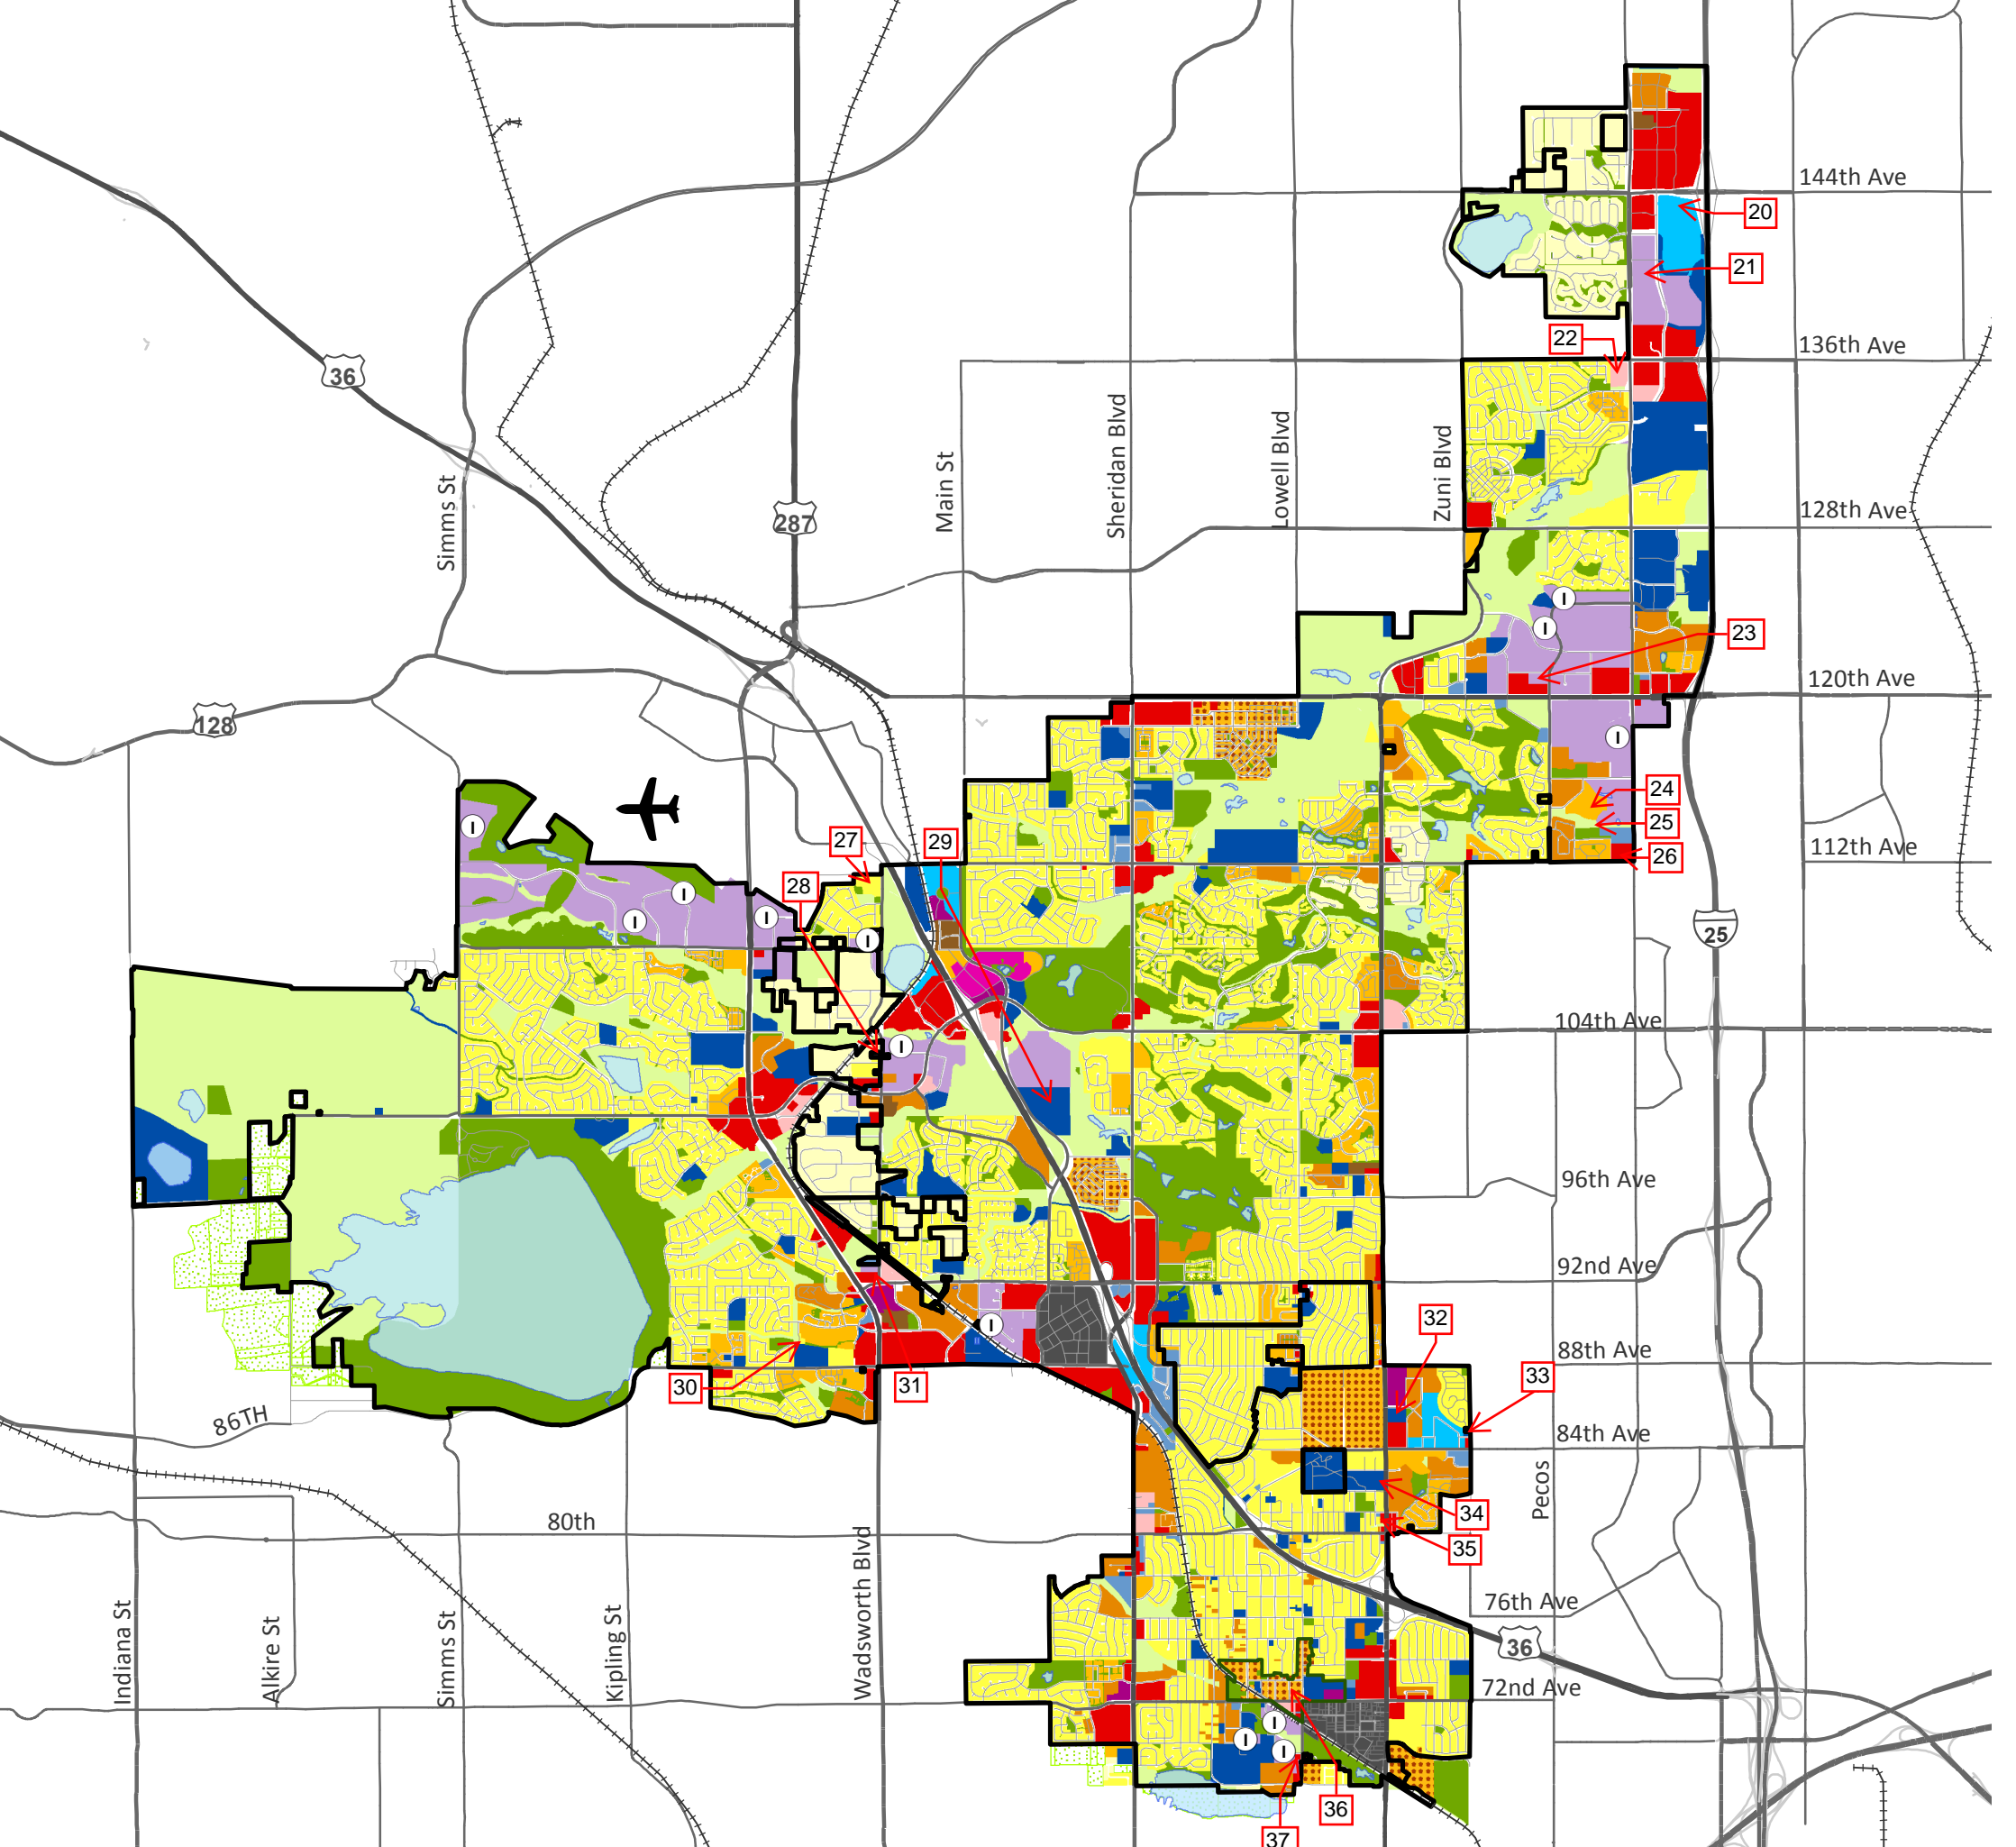 144th Ave
20
21
22
136th Ave
36
Sheridan Blvd
Lowell Blvd
Zuni Blvd
Main St
Simms St
287
128th Ave
I
I
23
120th Ave
128
I
24
25
26
112th Ave
I
27
29
28
I
I
I
I
25
104th Ave
I
96th Ave
92nd Ave
I
32
88th Ave
33
30
31
86TH
84th Ave
Pecos
34
35
80th
Wadsworth Blvd
76th Ave
36
Indiana St
Alkire St
Simms St
Kipling St
72nd Ave
I
I
I
36
37